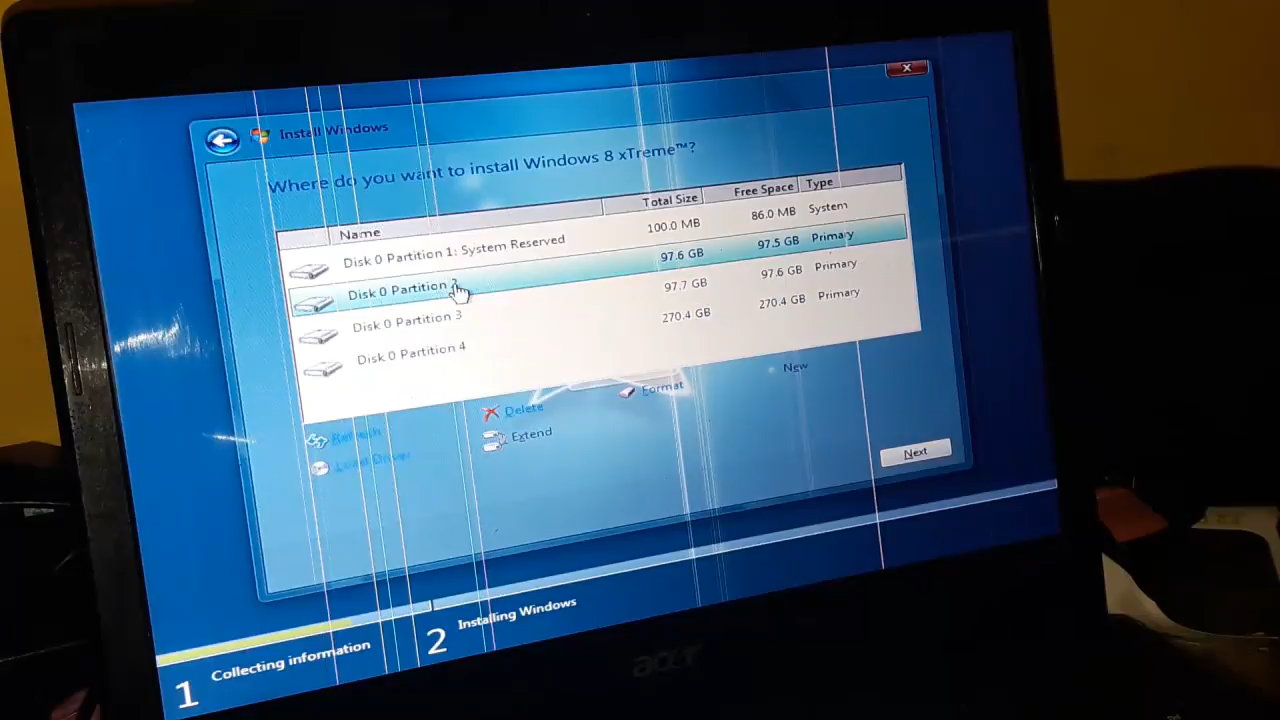 Install Windows
Where do you want to install Windows 8 xTreme™?
Name Total Size Free Space Type
Disk 0 Partition 1: System Reserved 100.0 MB 86.0 MB System
Disk 0 Partition 2 97.6 GB 97.5 GB Primary
Disk 0 Partition 3 97.7 GB 97.6 GB Primary
Disk 0 Partition 4 270.4 GB 270.4 GB Primary
Refresh Delete Format New
Load Driver Extend
Next
1 Collecting information 2 Installing Windows
acer